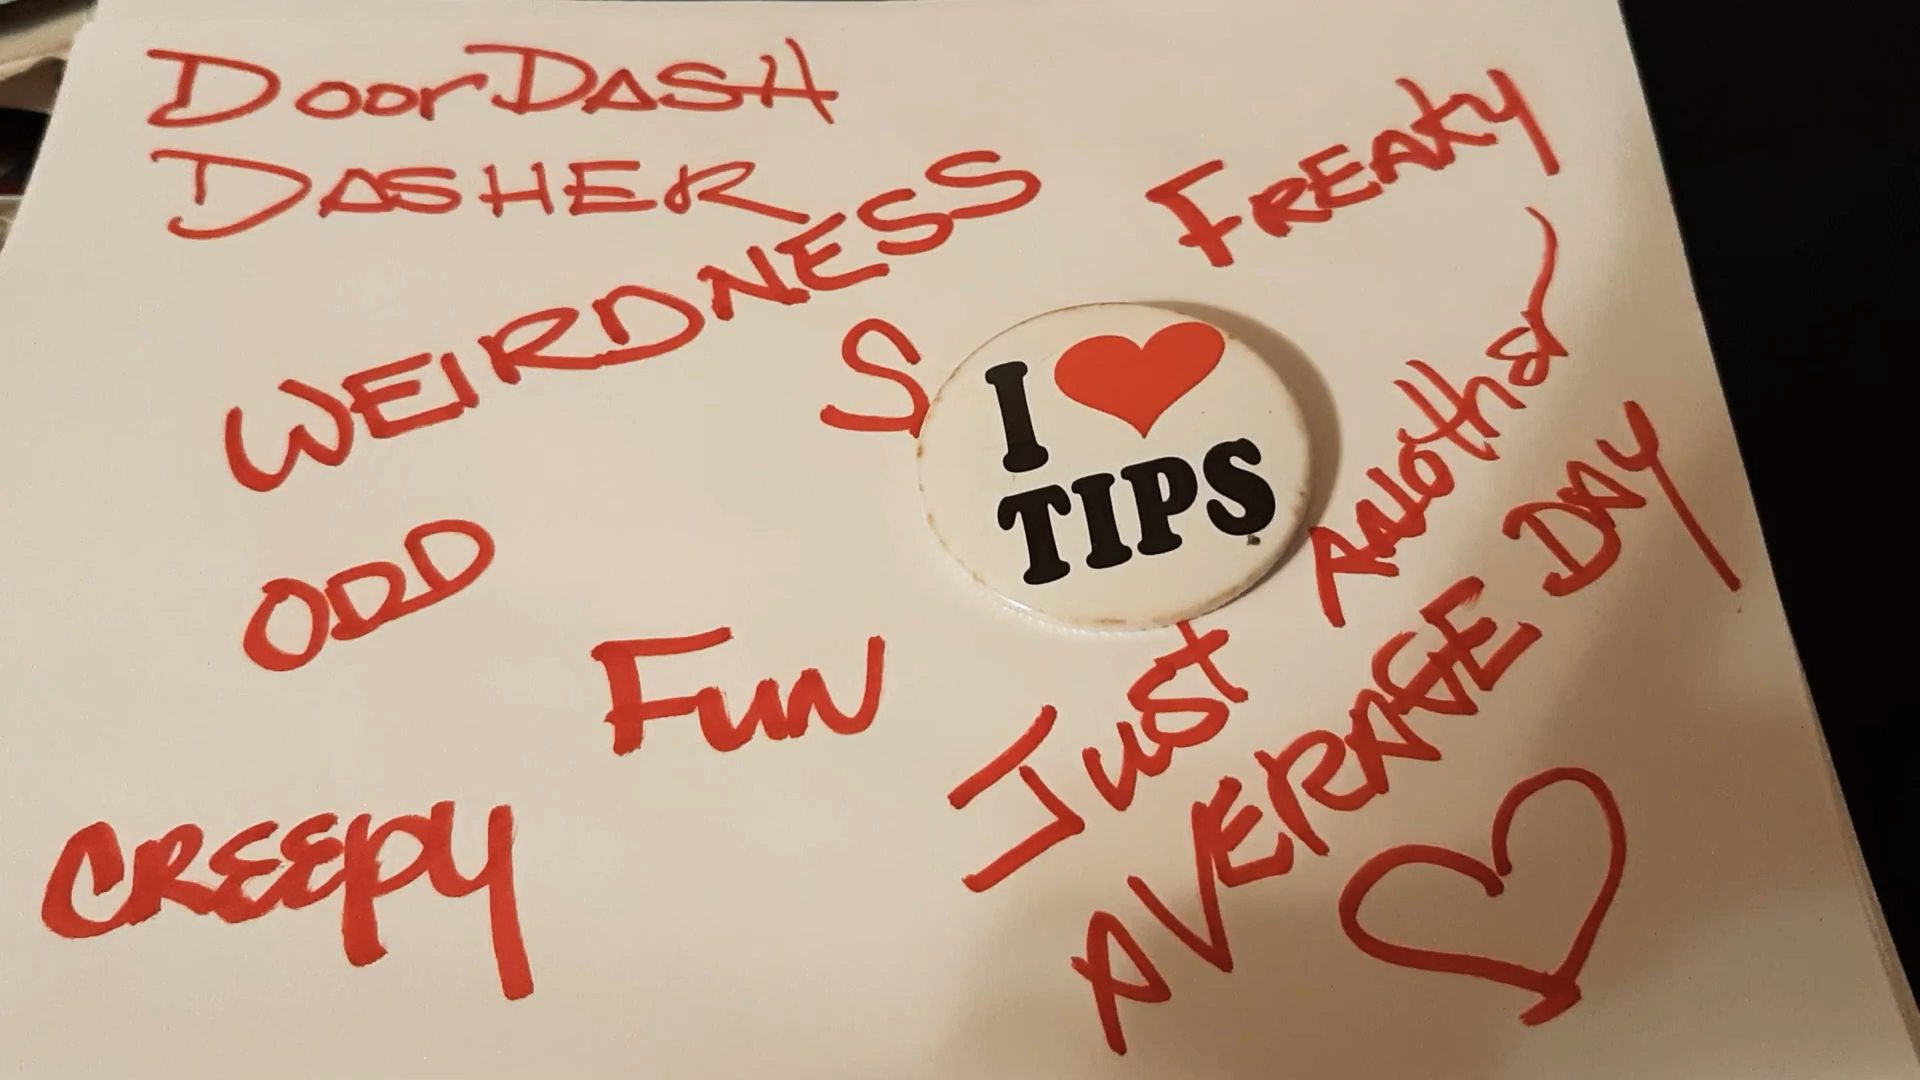 DoorDASH
DASHER
WEIRDNESS
FREAKY
S
I ❤
TIPS
ODD
FUN
Just Another
AVERAGE DAY
CREEPY